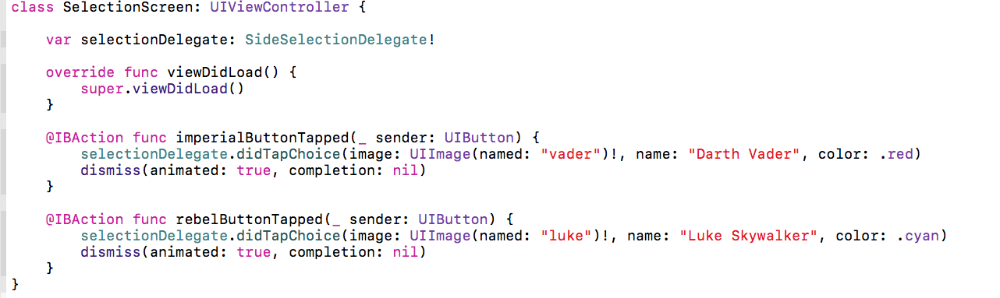 class SelectionScreen: UIViewController {
var selectionDelegate: SideSelectionDelegate!
override func viewDidLoad() {
super.viewDidLoad()
}
@IBAction func imperialButtonTapped(_ sender: UIButton) {
selectionDelegate.didTapChoice(image: UIImage(named: "vader")!, name: "Darth Vader", color: .red)
dismiss(animated: true, completion: nil)
}
@IBAction func rebelButtonTapped(_ sender: UIButton) {
selectionDelegate.didTapChoice(image: UIImage(named: "luke")!, name: "Luke Skywalker", color: .cyan)
dismiss(animated: true, completion: nil)
}
}